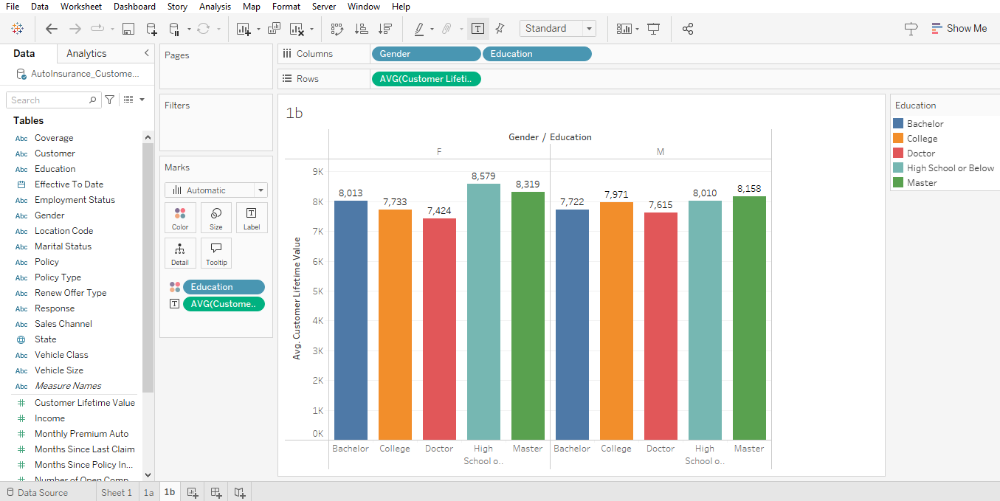 File Data Worksheet Dashboard Story Analysis Map Format Server Window Help
Standard
Show Me
Data Analytics
AutoInsurance_Custome...
Search
Tables
Abc Coverage
Abc Customer
Abc Education
Effective To Date
Abc Employment Status
Abc Gender
Abc Location Code
Abc Marital Status
Abc Policy
Abc Policy Type
Abc Renew Offer Type
Abc Response
Abc Sales Channel
State
Abc Vehicle Class
Abc Vehicle Size
Abc Measure Names
# Customer Lifetime Value
# Income
# Monthly Premium Auto
# Months Since Last Claim
# Months Since Policy In...
# Number of Open Comp
Pages
Filters
Marks
Automatic
Color Size Label
Detail Tooltip
Education
T AVG(Custome..
Columns Gender Education
Rows AVG(Customer Lifeti..
1b
Gender / Education
F M
9K
8K
7K
6K
5K
4K
3K
2K
1K
0K
Avg. Customer Lifetime Value
8,013 7,733 7,424 8,579 8,319 7,722 7,971 7,615 8,010 8,158
Bachelor College Doctor High Master Bachelor College Doctor High Master
School o.. School o..
Education
Bachelor
College
Doctor
High School or Below
Master
Data Source Sheet 1 1a 1b